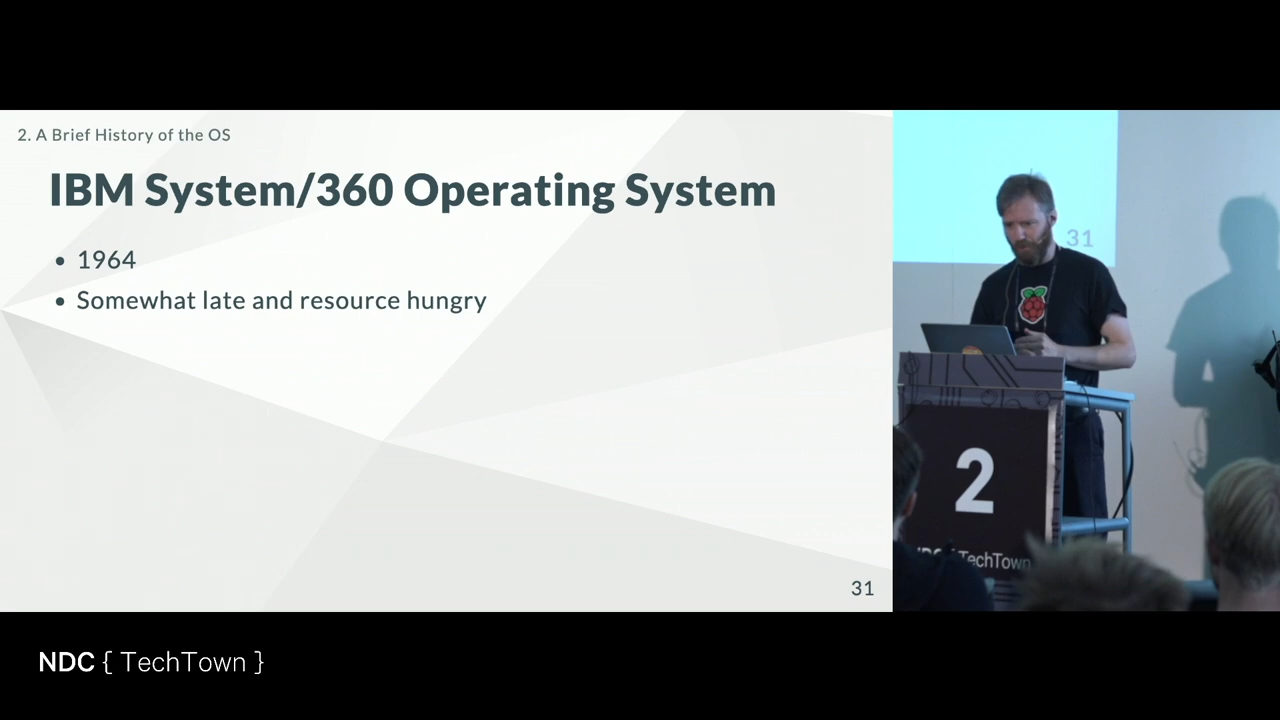 2. A Brief History of the OS
IBM System/360 Operating System
• 1964
• Somewhat late and resource hungry
31
31
2
TechTown
NDC { TechTown }